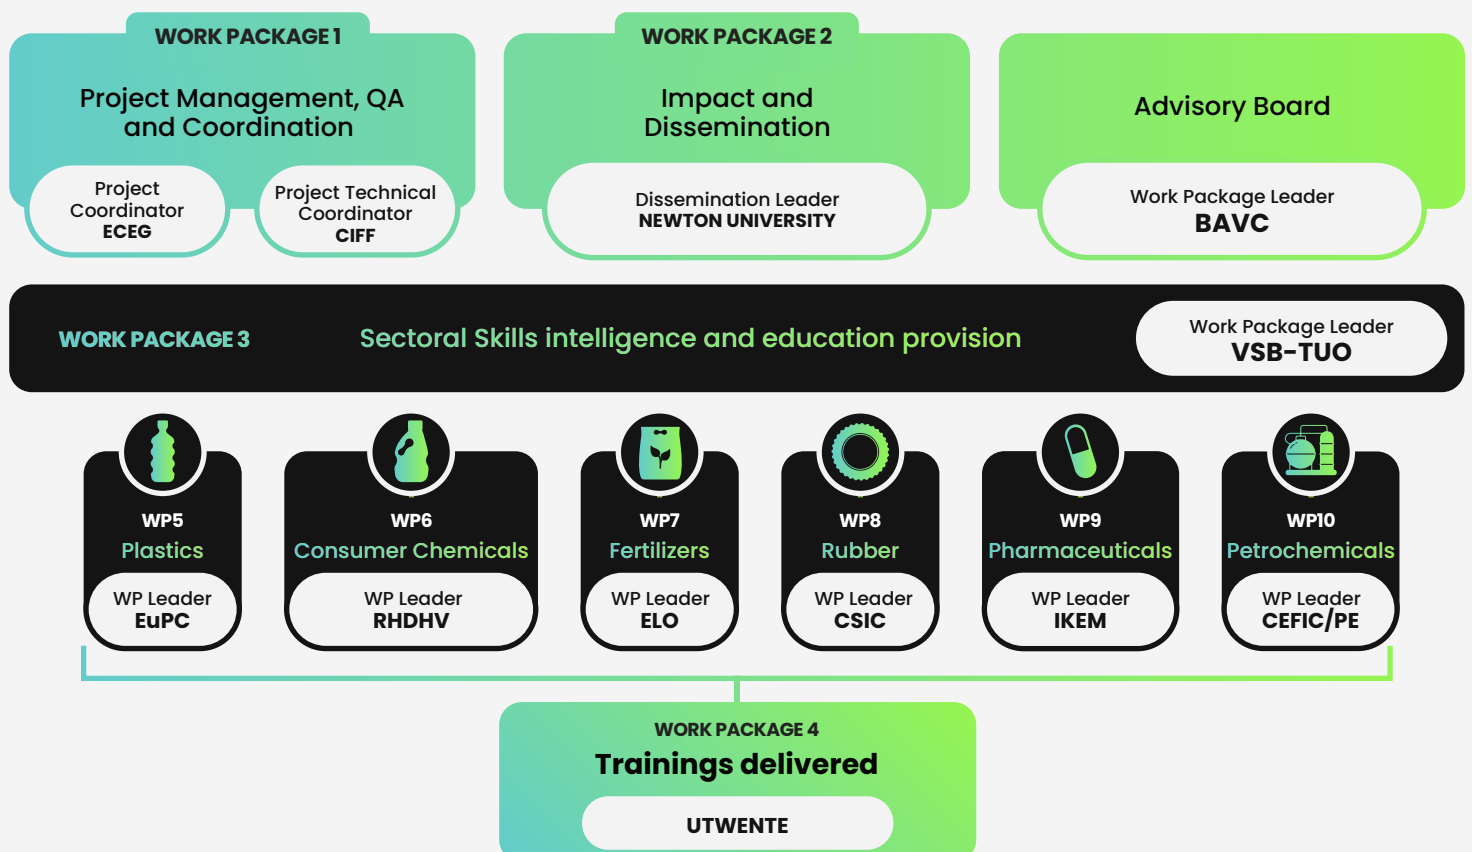 WORK PACKAGE 1
Project Management, QA
and Coordination
Project
Coordinator
ECEG
Project Technical
Coordinator
CIFF
WORK PACKAGE 2
Impact and
Dissemination
Dissemination Leader
NEWTON UNIVERSITY
Advisory Board
Work Package Leader
BAVC
WORK PACKAGE 3
Sectoral Skills intelligence and education provision
Work Package Leader
VSB-TUO
WP5
Plastics
WP Leader
EuPC
WP6
Consumer Chemicals
WP Leader
RHDHV
WP7
Fertilizers
WP Leader
ELO
WP8
Rubber
WP Leader
CSIC
WP9
Pharmaceuticals
WP Leader
IKEM
WP10
Petrochemicals
WP Leader
CEFIC/PE
WORK PACKAGE 4
Trainings delivered
UTWENTE